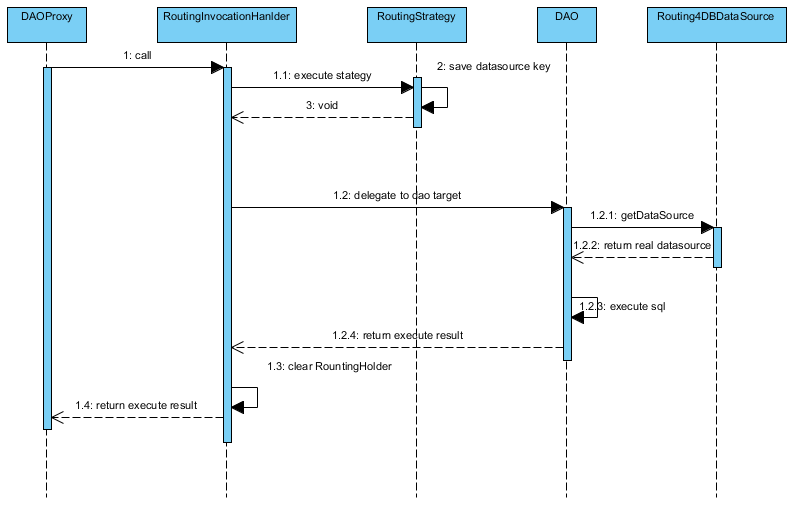 DAOProxy
RoutingInvocationHanlder
RoutingStrategy
DAO
Routing4DBDataSource
1: call
2: save datasource key
1.1: execute stategy
3: void
1.2: delegate to dao target
1.2.1: getDataSource
1.2.2: return real datasource
1.2.3: execute sql
1.2.4: return execute result
1.3: clear RountingHolder
1.4: return execute result